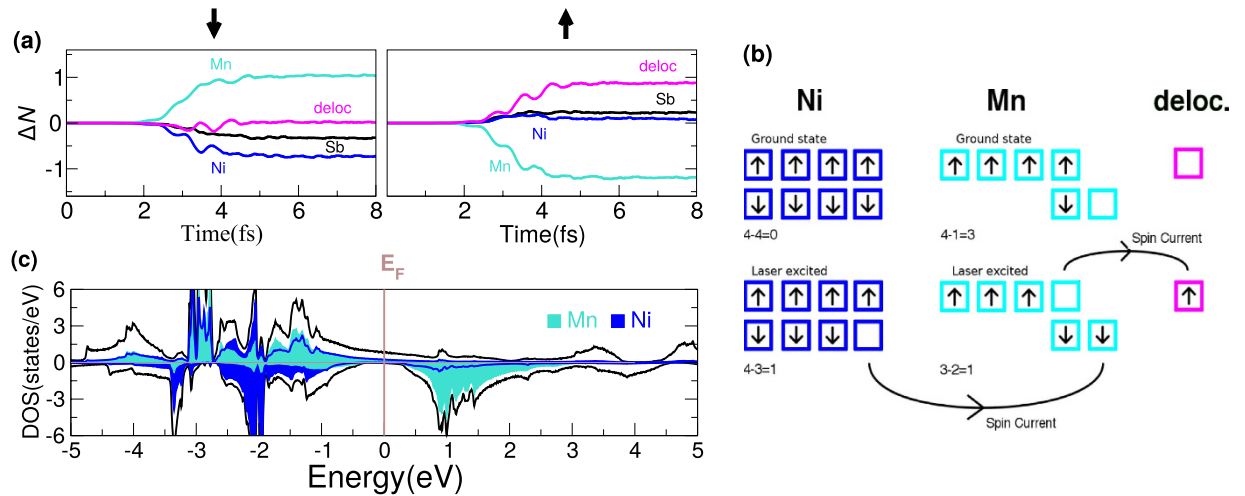 (a)
↓
↑
ΔN
1
0
-1
Mn
deloc
Sb
Ni
0 2 4 6 8
Time(fs)
deloc
Sb
Ni
Mn
2 4 6 8
Time(fs)
(b)
Ni Mn deloc.
Ground state Ground state
↑ ↑ ↑ ↑ ↑ ↑ ↑ ↑
↓ ↓ ↓ ↓ ↓
4-4=0 4-1=3
Spin Current
Laser excited Laser excited
↑ ↑ ↑ ↑ ↑ ↑ ↑ ↑
↓ ↓ ↓ ↓ ↓
4-3=1 3-2=1
Spin Current
(c)
E_F
DOS(states/eV)
6
3
0
-3
-6
Mn Ni
-5 -4 -3 -2 -1 0 1 2 3 4 5
Energy(eV)